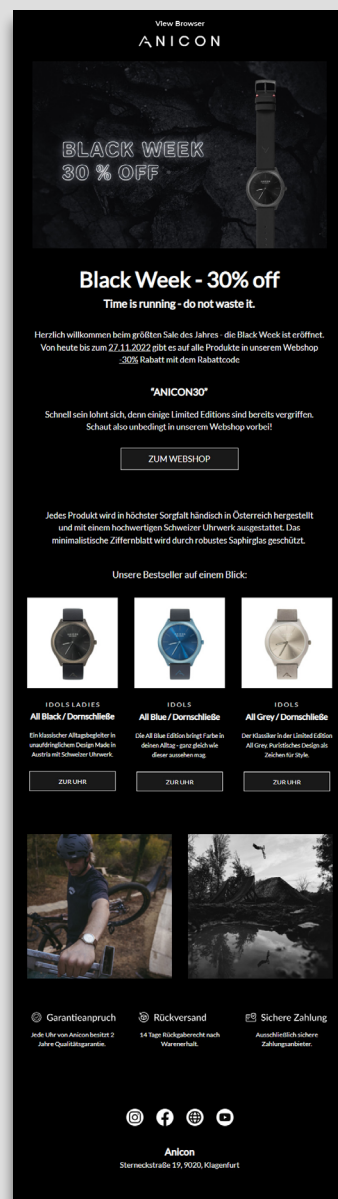 View Browser
ANICON
BLACK WEEK
30 % OFF
Black Week - 30% off
Time is running - do not waste it.
Herzlich willkommen beim größten Sale des Jahres - die Black Week ist eröffnet.
Von heute bis zum 27.11.2022 gibt es auf alle Produkte in unserem Webshop
-30% Rabatt mit dem Rabattcode
"ANICON30"
Schnell sein lohnt sich, denn einige Limited Editions sind bereits vergriffen.
Schaut also unbedingt in unserem Webshop vorbei!
ZUM WEBSHOP
Jedes Produkt wird in höchster Sorgfalt händisch in Österreich hergestellt
und mit einem hochwertigen Schweizer Uhrwerk ausgestattet. Das
minimalistische Ziffernblatt wird durch robustes Saphirglas geschützt.
Unsere Bestseller auf einem Blick:
IDOLS LADIES
All Black / Dornschließe
Ein klassischer Alltagsbegleiter in
unaufdringlichem Design Made in
Austria mit Schweizer Uhrwerk.
ZUR UHR
IDOLS
All Blue / Dornschließe
Die All Blue Edition bringt Farbe in
deinen Alltag - ganz gleich wie
dieser aussehen mag.
ZUR UHR
IDOLS
All Grey / Dornschließe
Der Klassiker in der Limited Edition
All Grey. Puristisches Design als
Zeichen für Style.
ZUR UHR
Garantieanpruch
Jede Uhr von Anicon besitzt 2
Jahre Qualitätsgarantie.
Rückversand
14 Tage Rückgaberecht nach
Warenerhalt.
Sichere Zahlung
Ausschließlich sichere
Zahlungsanbieter.
Anicon
Sterneckstraße 19, 9020, Klagenfurt